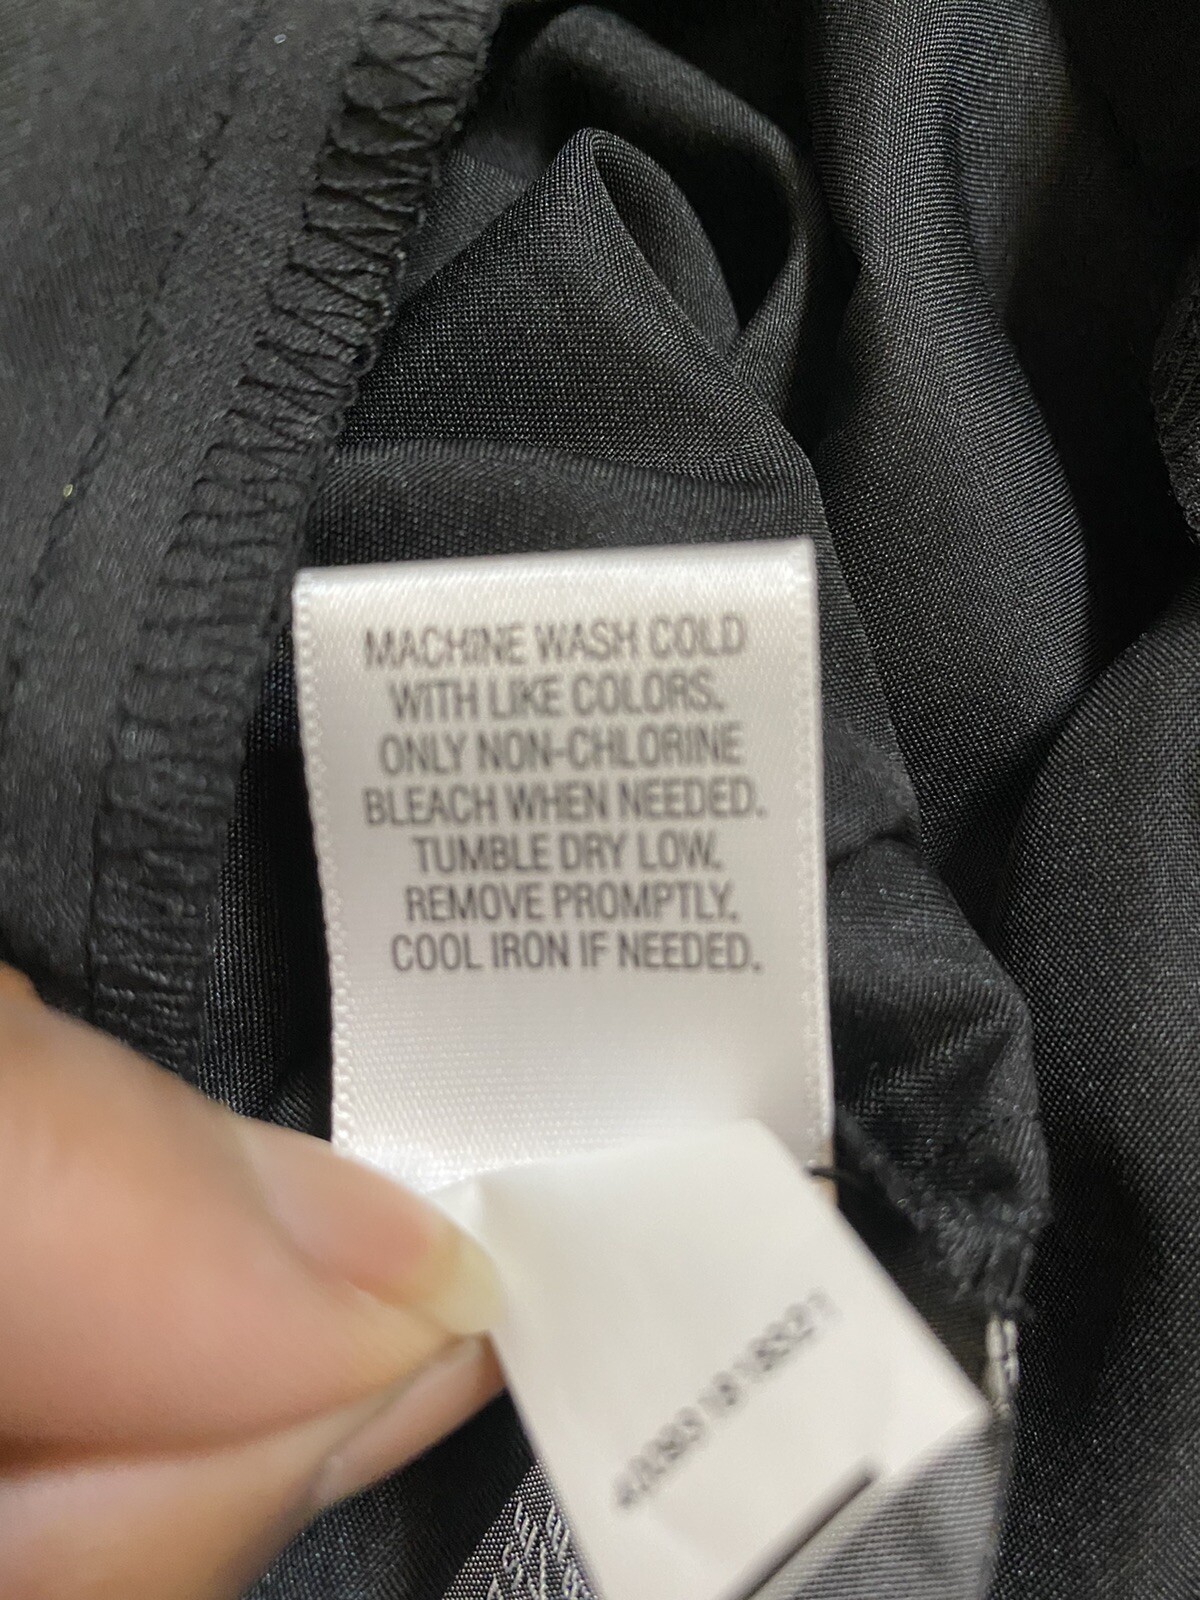 MACHINE WASH COLD
WITH LIKE COLORS.
ONLY NON-CHLORINE
BLEACH WHEN NEEDED.
TUMBLE DRY LOW.
REMOVE PROMPTLY.
COOL IRON IF NEEDED.